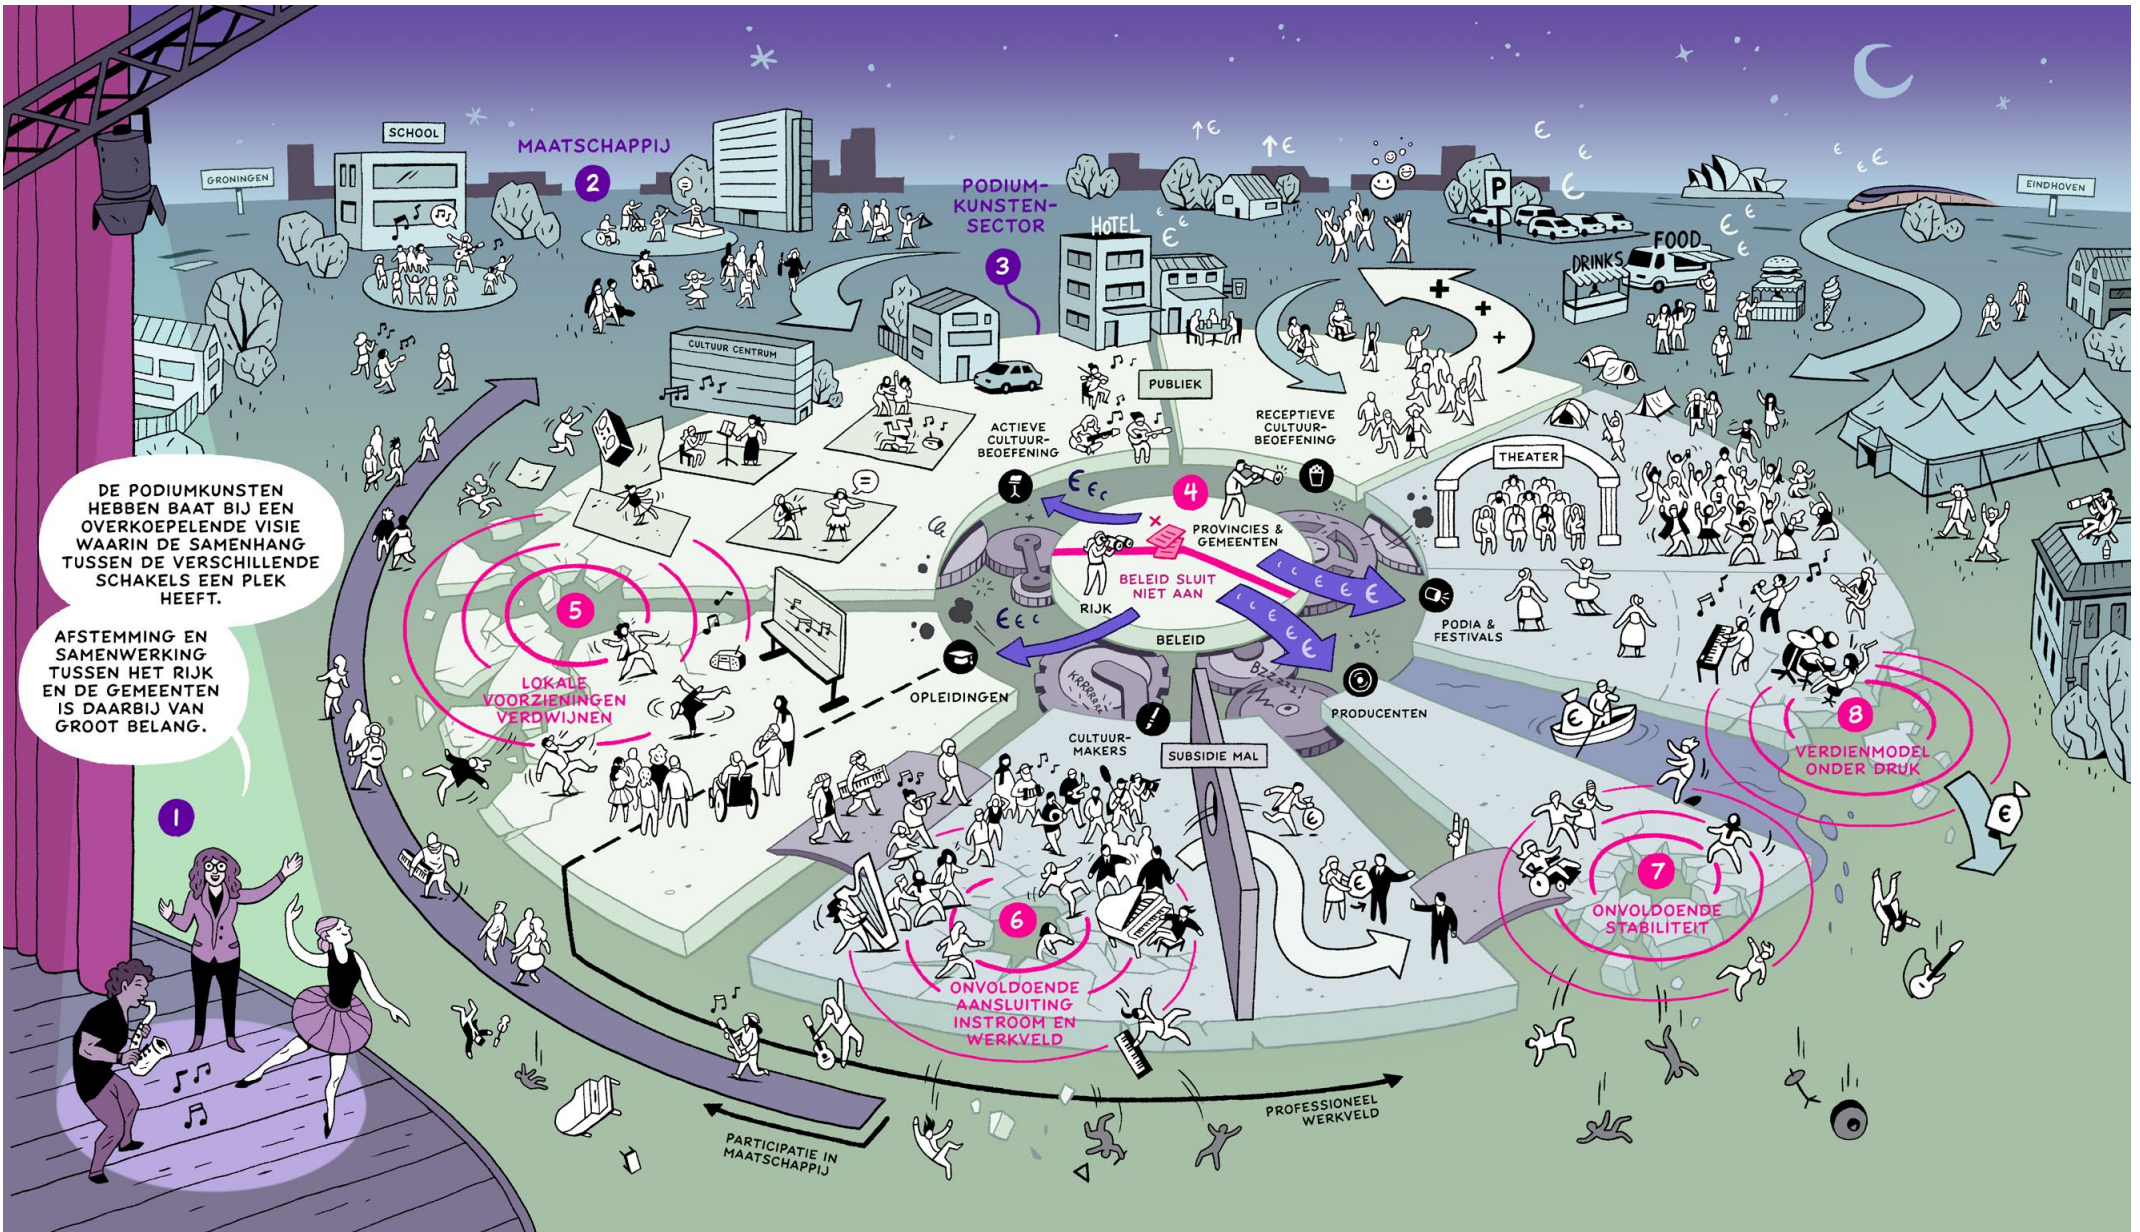 SCHOOL
GRONINGEN
MAATSCHAPPIJ
2
PODIUM-
KUNSTEN-
SECTOR
3
HOTEL
P
FOOD
DRINKS
EINDHOVEN
CULTUUR CENTRUM
PUBLIEK
ACTIEVE
CULTUUR-
BEOEFENING
RECEPTIEVE
CULTUUR-
BEOEFENING
THEATER
DE PODIUMKUNSTEN
HEBBEN BAAT BIJ EEN
OVERKOEPELENDE VISIE
WAARIN DE SAMENHANG
TUSSEN DE VERSCHILLENDE
SCHAKELS EEN PLEK
HEEFT.
AFSTEMMING EN
SAMENWERKING
TUSSEN HET RIJK
EN DE GEMEENTEN
IS DAARBIJ VAN
GROOT BELANG.
1
4
PROVINCIES &
GEMEENTEN
BELEID SLUIT
NIET AAN
RIJK
BELEID
5
LOKALE
VOORZIENINGEN
VERDWIJNEN
OPLEIDINGEN
PODIA &
FESTIVALS
PRODUCENTEN
KRRRRRR
BZZZZZZ!
CULTUUR-
MAKERS
SUBSIDIE MAL
8
VERDIENMODEL
ONDER DRUK
7
ONVOLDOENDE
STABILITEIT
6
ONVOLDOENDE
AANSLUITING
INSTROOM EN
WERKVELD
PROFESSIONEEL
WERKVELD
PARTICIPATIE IN
MAATSCHAPPIJ